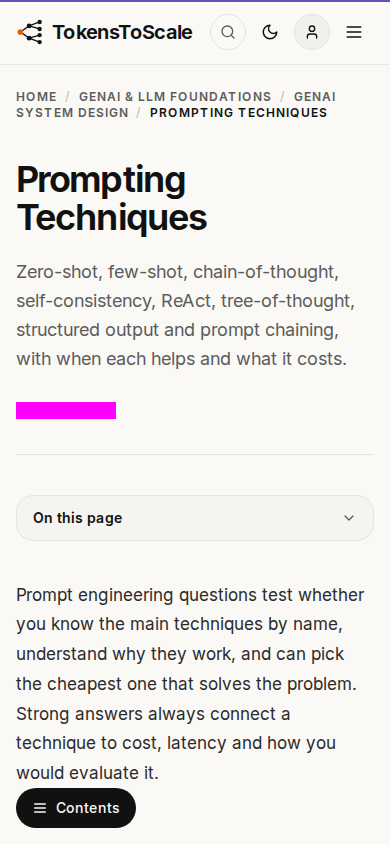 TokensToScale
HOME / GENAI & LLM FOUNDATIONS / GENAI
SYSTEM DESIGN / PROMPTING TECHNIQUES
Prompting
Techniques
Zero-shot, few-shot, chain-of-thought,
self-consistency, ReAct, tree-of-thought,
structured output and prompt chaining,
with when each helps and what it costs.
On this page
Prompt engineering questions test whether
you know the main techniques by name,
understand why they work, and can pick
the cheapest one that solves the problem.
Strong answers always connect a
technique to cost, latency and how you
would evaluate it.
Contents